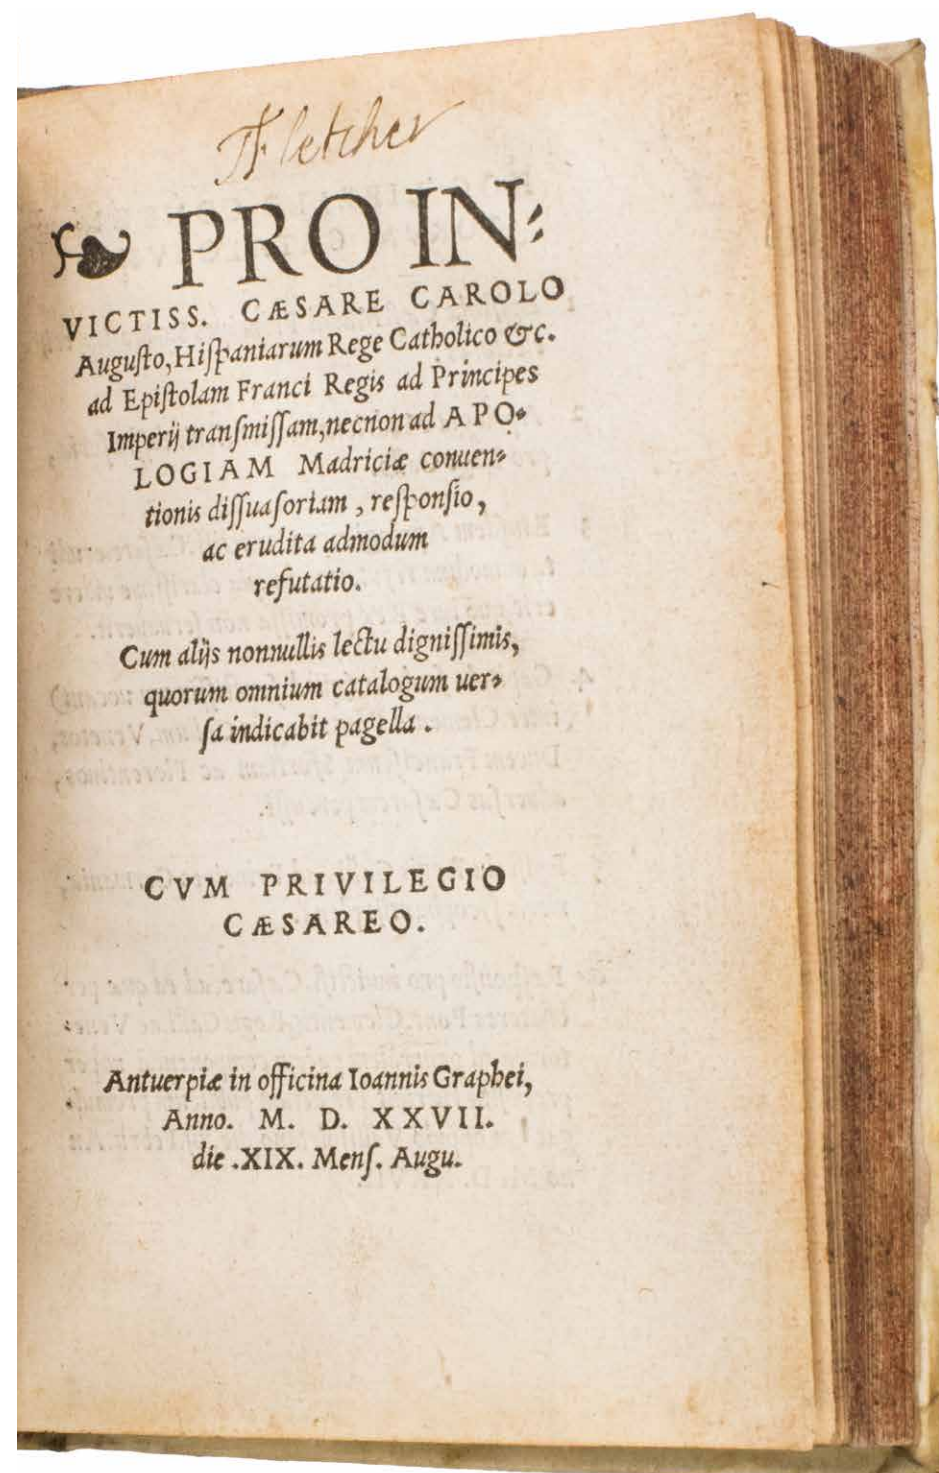 Fletcher
PRO IN⸗
VICTISS. CÆSARE CAROLO
Auguſto, Hiſpaniarum Rege Catholico &c.
ad Epiſtolam Franci Regis ad Principes
Imperij tranſmiſſam, necnon ad APO⸗
LOGIAM Madriciæ conuen⸗
tionis diſſuaſoriam, reſponſio,
ac erudita admodum
refutatio.
Cum alijs nonnullis lectu digniſſimis,
quorum omnium catalogum uer⸗
ſa indicabit pagella.
CVM PRIVILEGIO
CÆSAREO.
Antuerpiæ in officina Ioannis Graphei,
Anno. M. D. XXVII.
die .XIX. Menſ. Augu.